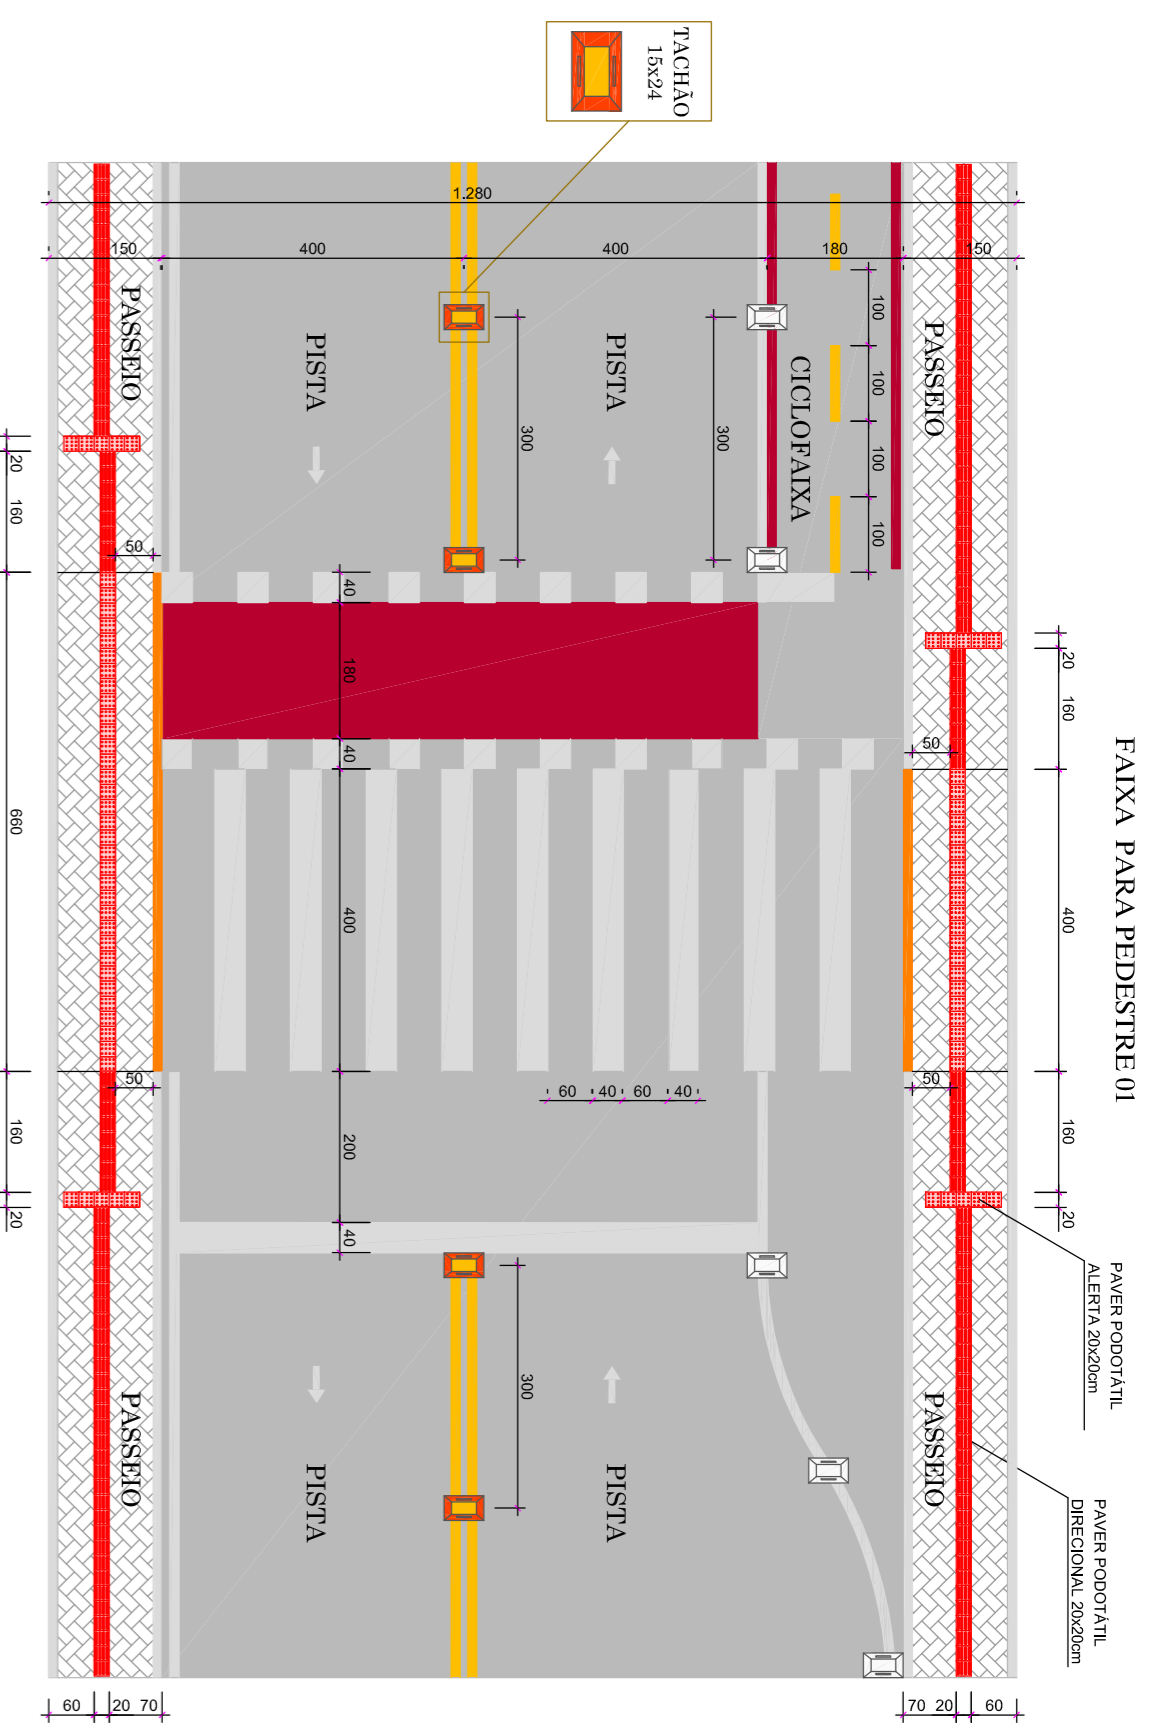 FAIXA PARA PEDESTRE 01
TACHÃO
15x24
1.280
150
400
400
180
150
PASSEIO
PISTA
PISTA
CICLOFAIXA
PASSEIO
100
100
100
100
300
300
20
160
50
660
50
160
20
40
180
40
400
200
40
20
160
50
400
50
160
20
60
40
60
40
300
PAVER PODOTÁTIL
ALERTA 20x20cm
PAVER PODOTÁTIL
DIRECIONAL 20x20cm
PASSEIO
PISTA
PISTA
PASSEIO
60
20
70
70
20
60